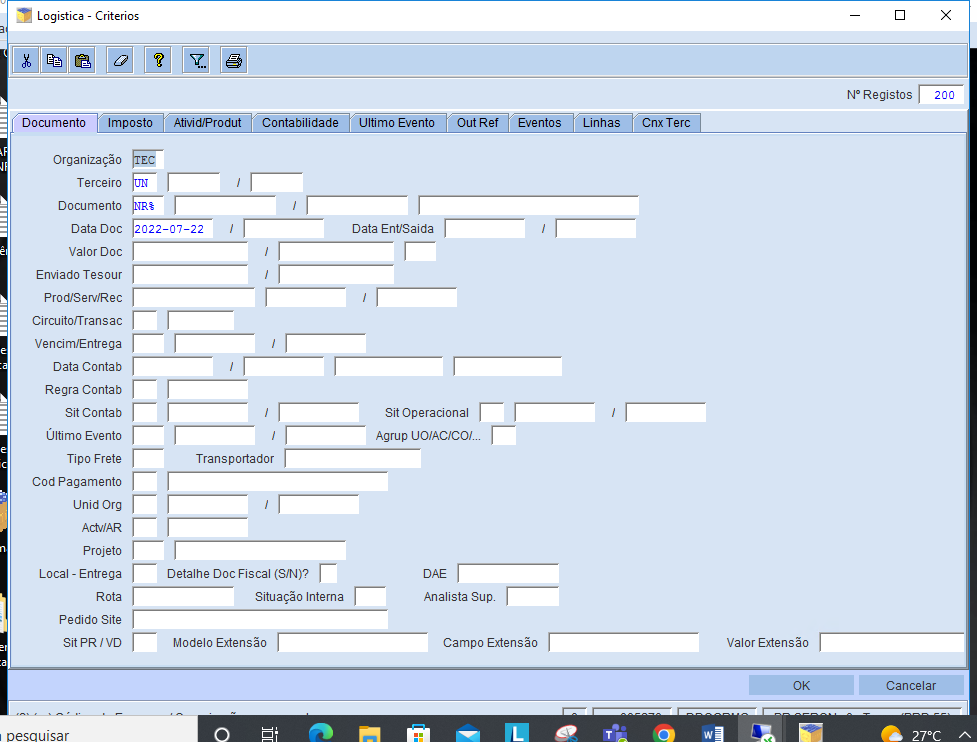 Logistica - Criterios
Nº Registos 200
Documento Imposto Ativid/Produt Contabilidade Ultimo Evento Out Ref Eventos Linhas Cnx Terc
Organização TEC
Terceiro UN /
Documento NR% /
Data Doc 2022-07-22 / Data Ent/Saida /
Valor Doc /
Enviado Tesour /
Prod/Serv/Rec /
Circuito/Transac
Vencim/Entrega /
Data Contab /
Regra Contab
Sit Contab / Sit Operacional /
Último Evento / Agrup UO/AC/CO/...
Tipo Frete Transportador
Cod Pagamento
Unid Org /
Actv/AR
Projeto
Local - Entrega Detalhe Doc Fiscal (S/N)? DAE
Rota Situação Interna Analista Sup.
Pedido Site
Sit PR / VD Modelo Extensão Campo Extensão Valor Extensão
OK Cancelar
pesquisar 27°C